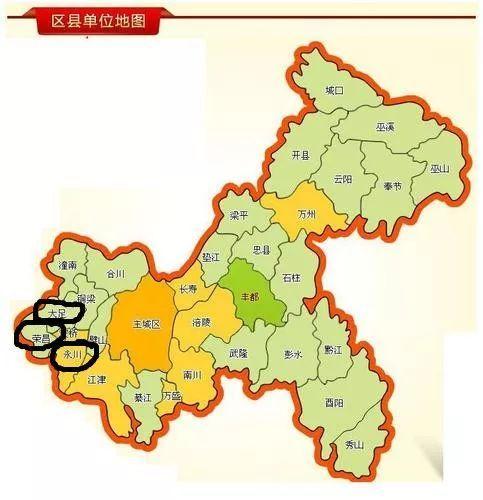 区县单位地图
城口
巫溪
开县
巫山
云阳
奉节
万州
梁平
忠县
垫江
石柱
潼南
合川
长寿
丰都
铜梁
大足
主城区
涪陵
桥
荣昌
璧山
永川
武隆
彭水
黔江
江津
南川
綦江
万盛
酉阳
秀山